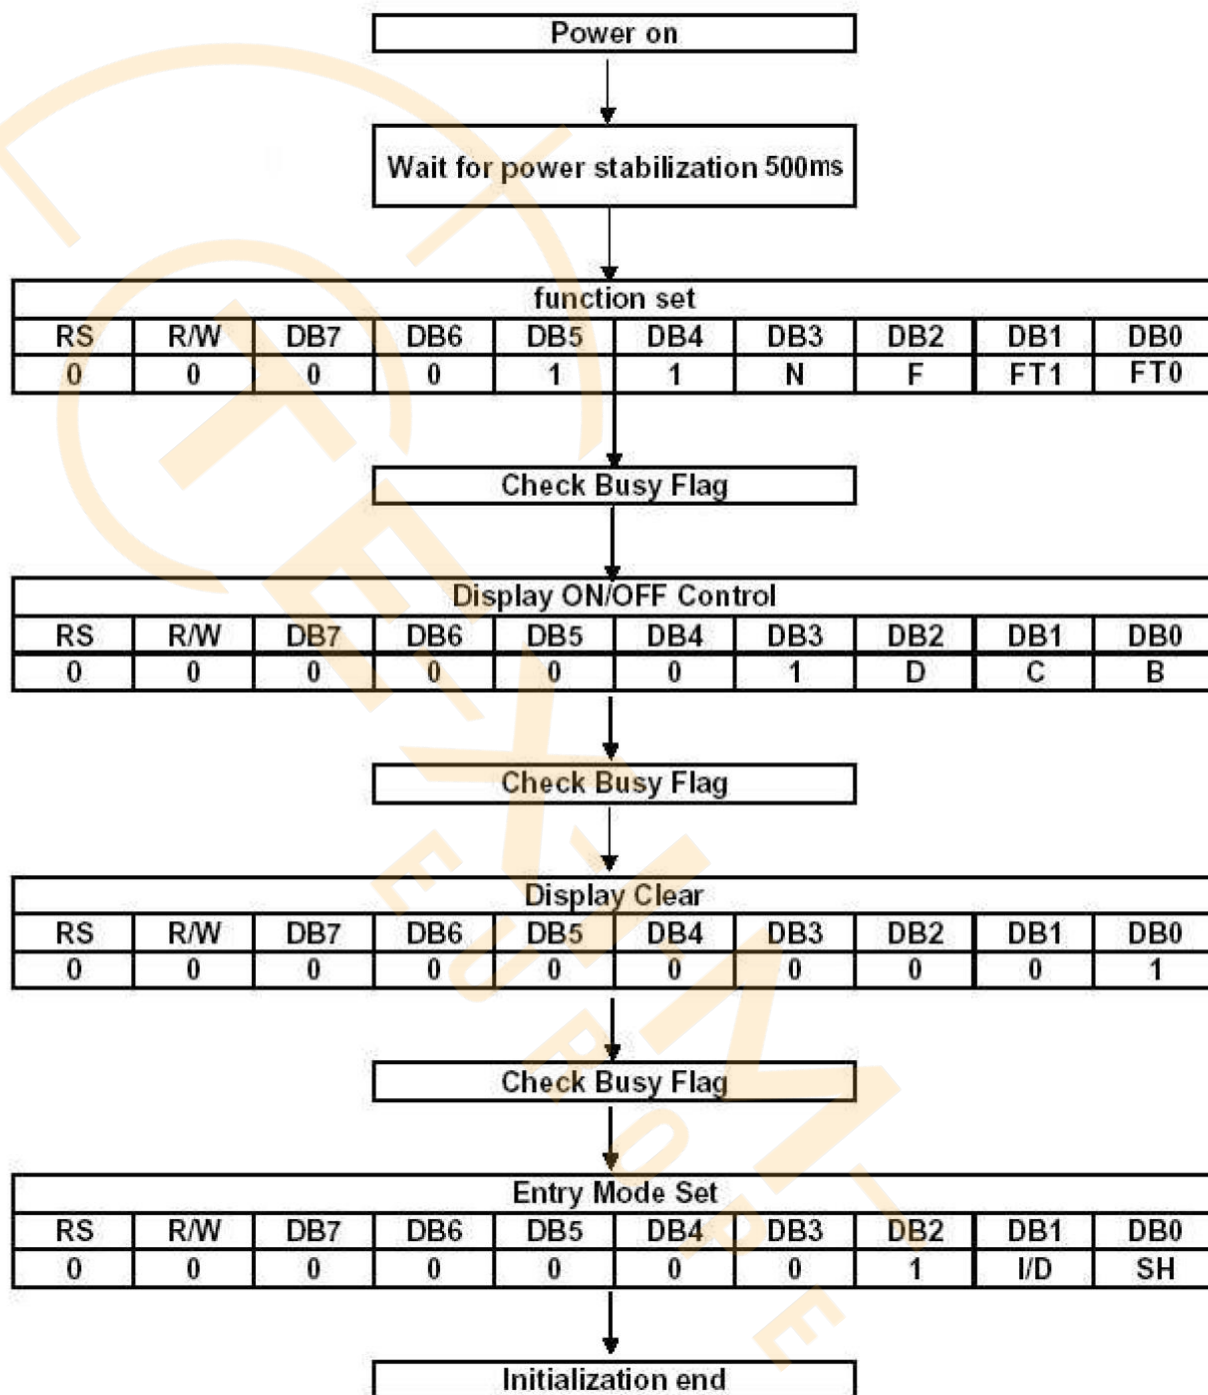 Power on
Wait for power stabilization 500ms
function set
RS R/W DB7 DB6 DB5 DB4 DB3 DB2 DB1 DB0
0 0 0 0 1 1 N F FT1 FT0
Check Busy Flag
Display ON/OFF Control
RS R/W DB7 DB6 DB5 DB4 DB3 DB2 DB1 DB0
0 0 0 0 0 0 1 D C B
Check Busy Flag
Display Clear
RS R/W DB7 DB6 DB5 DB4 DB3 DB2 DB1 DB0
0 0 0 0 0 0 0 0 0 1
Check Busy Flag
Entry Mode Set
RS R/W DB7 DB6 DB5 DB4 DB3 DB2 DB1 DB0
0 0 0 0 0 0 0 1 I/D SH
Initialization end
TEXIM
EUROPE